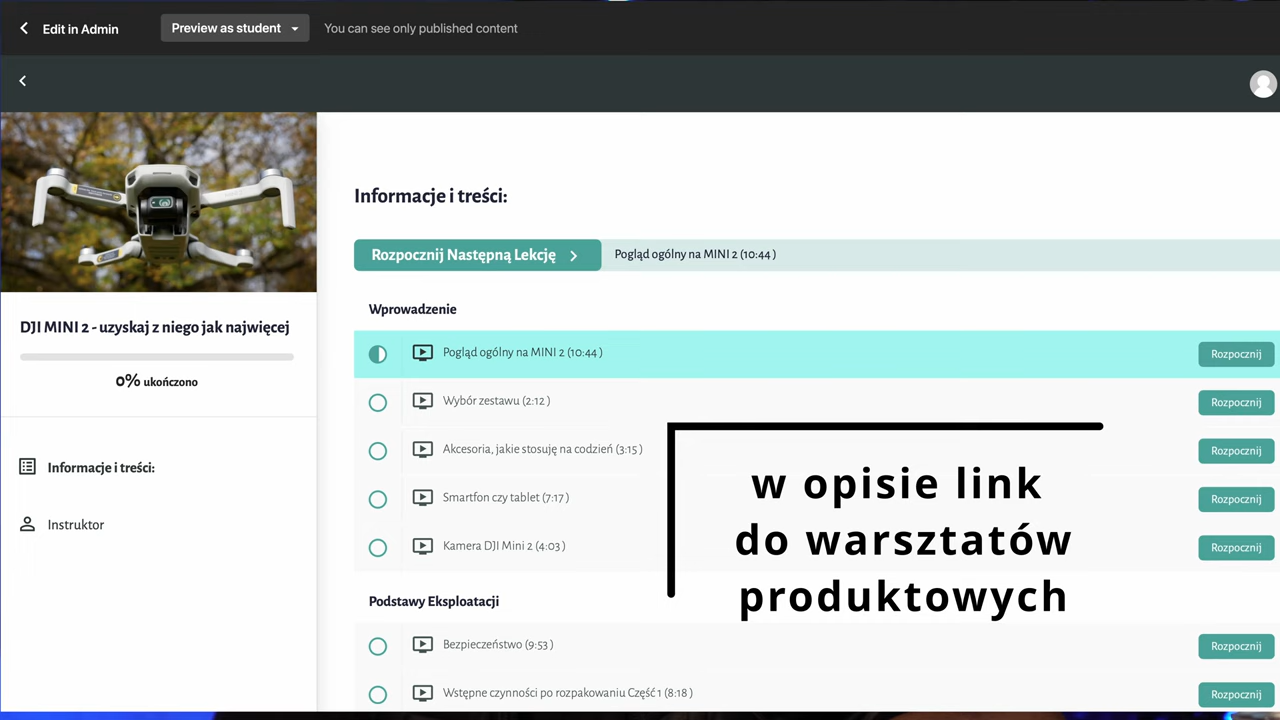 Edit in Admin
Preview as student
You can see only published content
DJI MINI 2 - uzyskaj z niego jak najwięcej
0% ukończono
Informacje i treści:
Instruktor
Informacje i treści:
Rozpocznij Następną Lekcję
Pogląd ogólny na MINI 2 (10:44 )
Wprowadzenie
Pogląd ogólny na MINI 2 (10:44 )
Rozpocznij
Wybór zestawu (2:12 )
Rozpocznij
Akcesoria, jakie stosuję na codzień (3:15 )
Rozpocznij
Smartfon czy tablet (7:17 )
Rozpocznij
Kamera DJI Mini 2 (4:03 )
Rozpocznij
Podstawy Eksploatacji
Bezpieczeństwo (9:53 )
Rozpocznij
Wstępne czynności po rozpakowaniu Część 1 (8:18 )
Rozpocznij
w opisie link
do warsztatów
produktowych